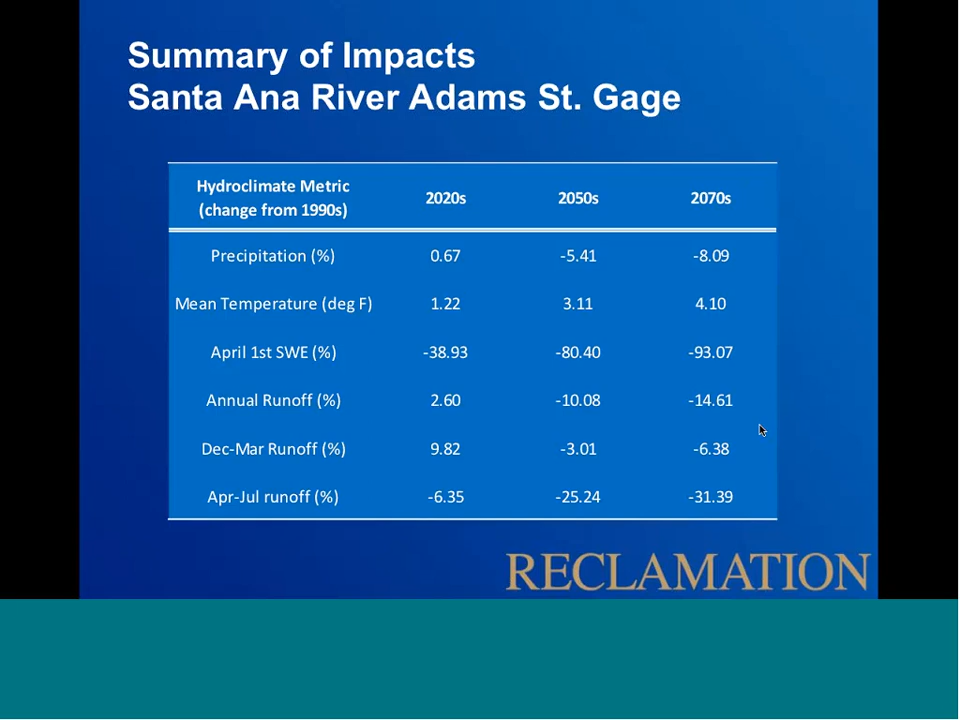 Summary of Impacts
Santa Ana River Adams St. Gage
Hydroclimate Metric
(change from 1990s) 2020s 2050s 2070s
Precipitation (%) 0.67 -5.41 -8.09
Mean Temperature (deg F) 1.22 3.11 4.10
April 1st SWE (%) -38.93 -80.40 -93.07
Annual Runoff (%) 2.60 -10.08 -14.61
Dec-Mar Runoff (%) 9.82 -3.01 -6.38
Apr-Jul runoff (%) -6.35 -25.24 -31.39
RECLAMATION